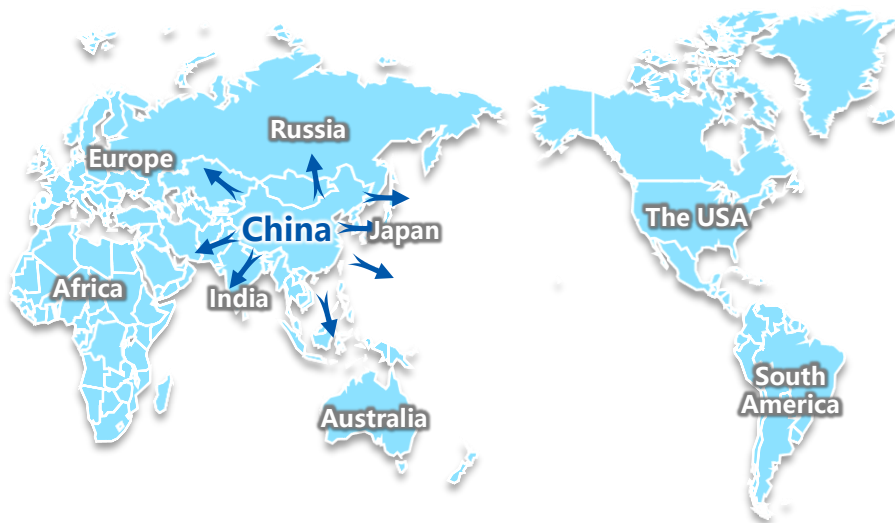 Russia
Europe
The USA
China
Japan
Africa
India
South
America
Australia